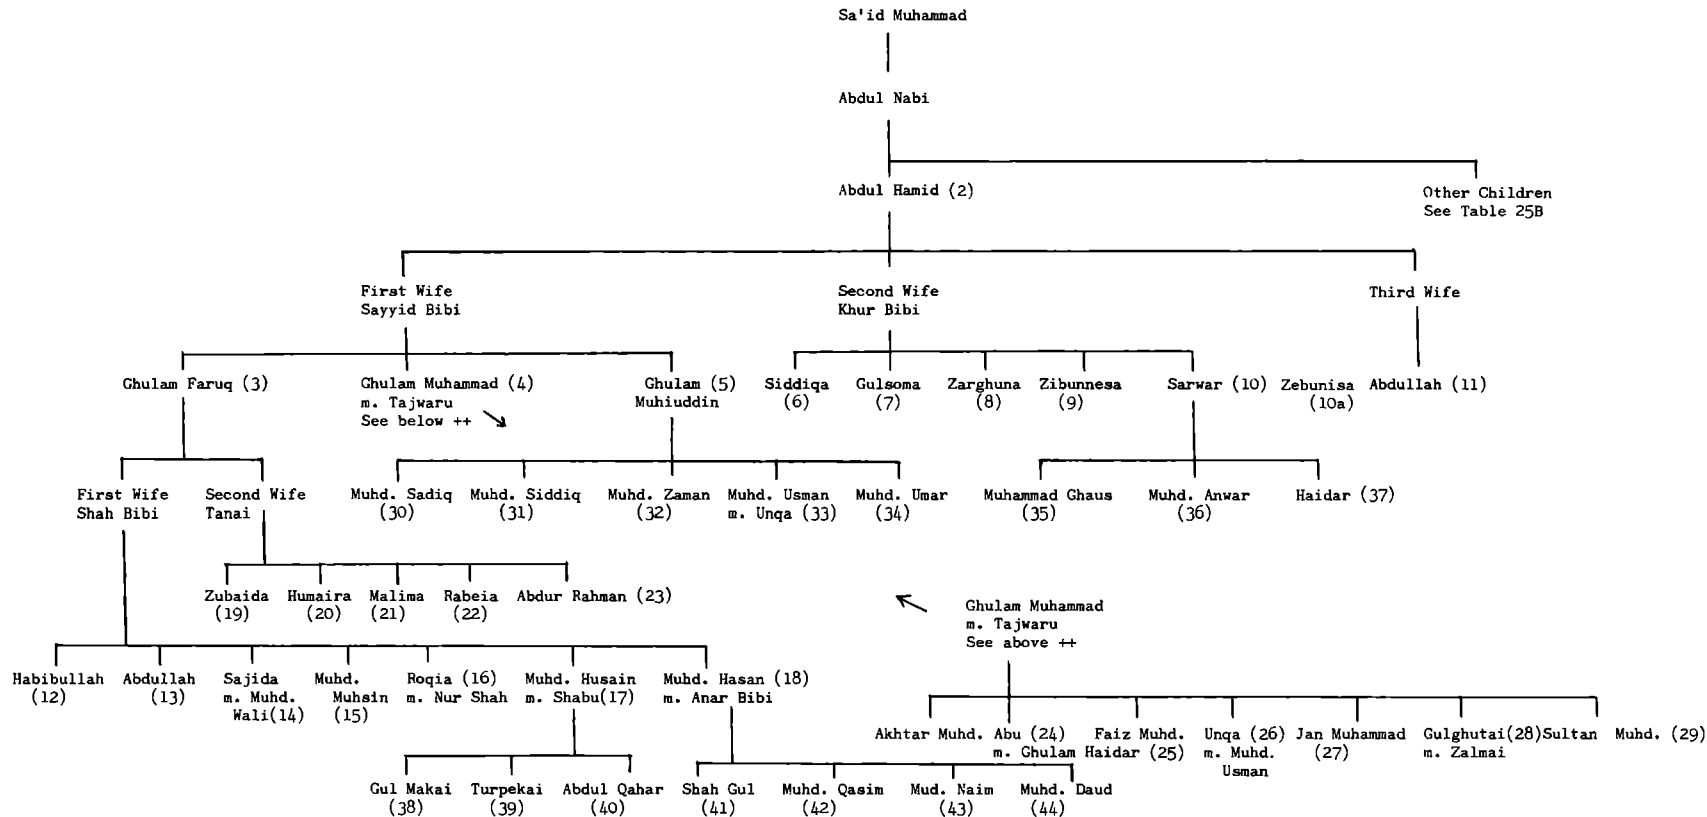 Sa'id Muhammad
Abdul Nabi
Abdul Hamid (2)
Other Children
See Table 25B
First Wife
Sayyid Bibi
Second Wife
Khur Bibi
Third Wife
Ghulam Faruq (3)
Ghulam Muhammad (4)
m. Tajwaru
See below ++
Ghulam (5)
Muhiuddin
Siddiqa
(6)
Gulsoma
(7)
Zarghuna
(8)
Zibunnesa
(9)
Sarwar (10)
Zebunisa
(10a)
Abdullah (11)
First Wife
Shah Bibi
Second Wife
Tanai
Muhd. Sadiq
(30)
Muhd. Siddiq
(31)
Muhd. Zaman
(32)
Muhd. Usman
m. Unqa (33)
Muhd. Umar
(34)
Muhammad Ghaus
(35)
Muhd. Anwar
(36)
Haidar (37)
Zubaida
(19)
Humaira
(20)
Malima
(21)
Rabeia
(22)
Abdur Rahman (23)
Ghulam Muhammad
m. Tajwaru
See above ++
Habibullah
(12)
Abdullah
(13)
Sajida
m. Muhd.
Wali(14)
Muhd.
Muhsin
(15)
Roqia (16)
m. Nur Shah
Muhd. Husain
m. Shabu(17)
Muhd. Hasan (18)
m. Anar Bibi
Akhtar Muhd. Abu (24)
m. Ghulam Haidar (25)
Faiz Muhd.
Unqa (26)
m. Muhd.
Usman
Jan Muhammad
(27)
Gulghutai(28)
m. Zalmai
Sultan Muhd. (29)
Gul Makai
(38)
Turpekai
(39)
Abdul Qahar
(40)
Shah Gul
(41)
Muhd. Qasim
(42)
Mud. Naim
(43)
Muhd. Daud
(44)